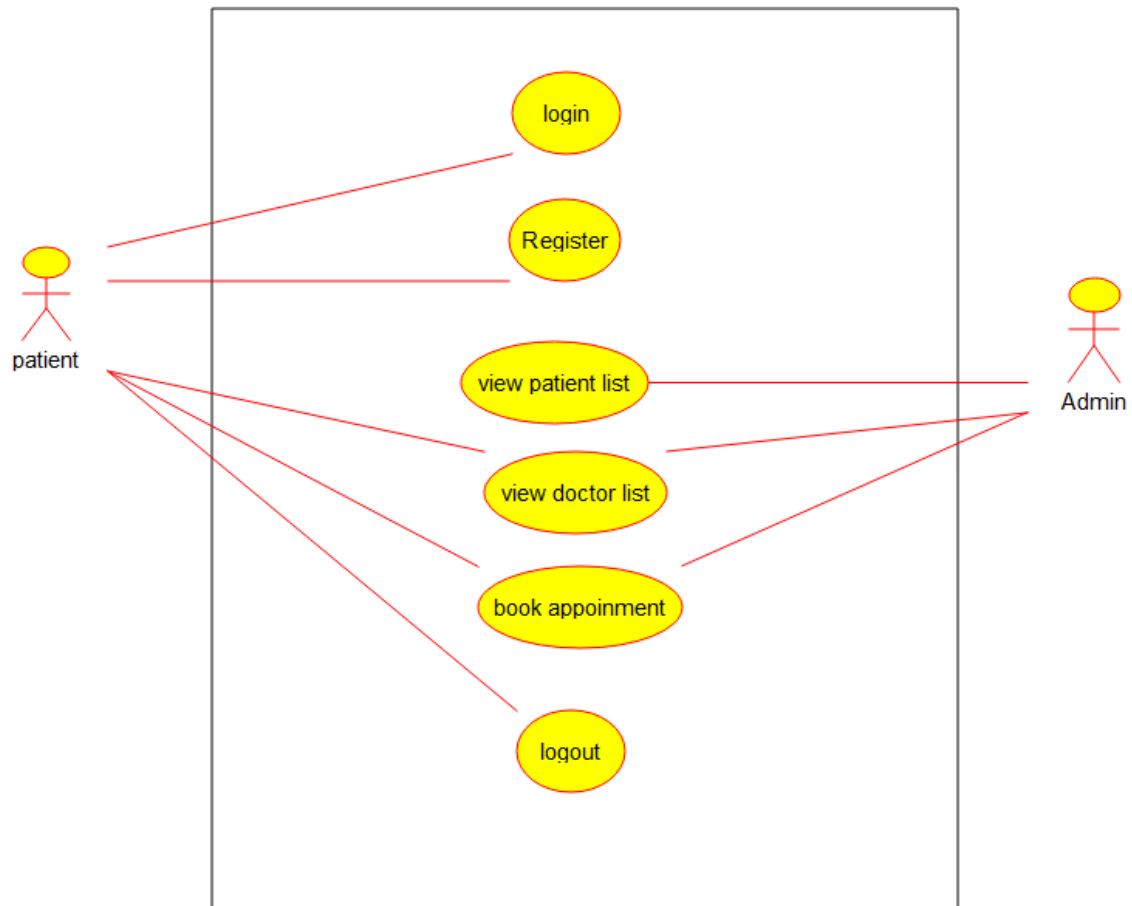 login
Register
patient
view patient list
Admin
view doctor list
book appoinment
logout